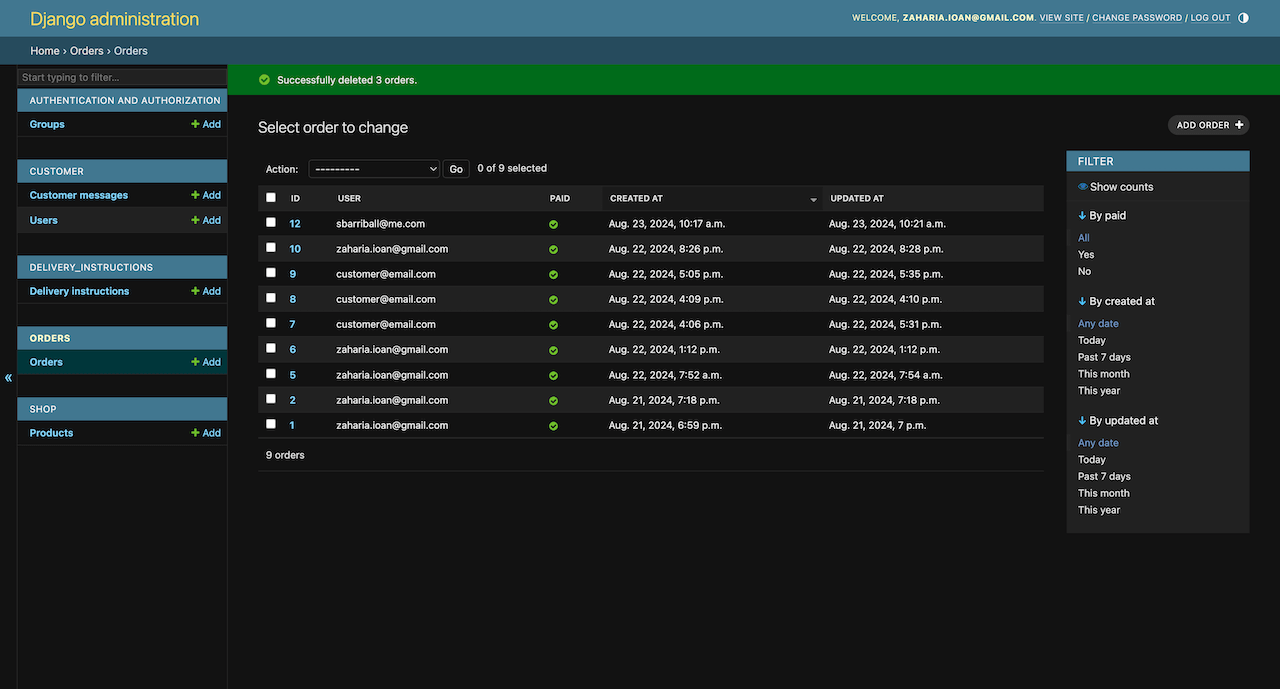 Django administration
WELCOME, ZAHARIA.IOAN@GMAIL.COM. VIEW SITE / CHANGE PASSWORD / LOG OUT
Home › Orders › Orders
Start typing to filter...
AUTHENTICATION AND AUTHORIZATION
Groups Add
CUSTOMER
Customer messages Add
Users Add
DELIVERY_INSTRUCTIONS
Delivery instructions Add
ORDERS
Orders Add
SHOP
Products Add
«
Successfully deleted 3 orders.
Select order to change
ADD ORDER
Action: --------- Go 0 of 9 selected
ID USER PAID CREATED AT UPDATED AT
12 sbarriball@me.com Aug. 23, 2024, 10:17 a.m. Aug. 23, 2024, 10:21 a.m.
10 zaharia.ioan@gmail.com Aug. 22, 2024, 8:26 p.m. Aug. 22, 2024, 8:28 p.m.
9 customer@email.com Aug. 22, 2024, 5:05 p.m. Aug. 22, 2024, 5:35 p.m.
8 customer@email.com Aug. 22, 2024, 4:09 p.m. Aug. 22, 2024, 4:10 p.m.
7 customer@email.com Aug. 22, 2024, 4:06 p.m. Aug. 22, 2024, 5:31 p.m.
6 zaharia.ioan@gmail.com Aug. 22, 2024, 1:12 p.m. Aug. 22, 2024, 1:12 p.m.
5 zaharia.ioan@gmail.com Aug. 22, 2024, 7:52 a.m. Aug. 22, 2024, 7:54 a.m.
2 zaharia.ioan@gmail.com Aug. 21, 2024, 7:18 p.m. Aug. 21, 2024, 7:18 p.m.
1 zaharia.ioan@gmail.com Aug. 21, 2024, 6:59 p.m. Aug. 21, 2024, 7 p.m.
9 orders
FILTER
Show counts
By paid
All
Yes
No
By created at
Any date
Today
Past 7 days
This month
This year
By updated at
Any date
Today
Past 7 days
This month
This year